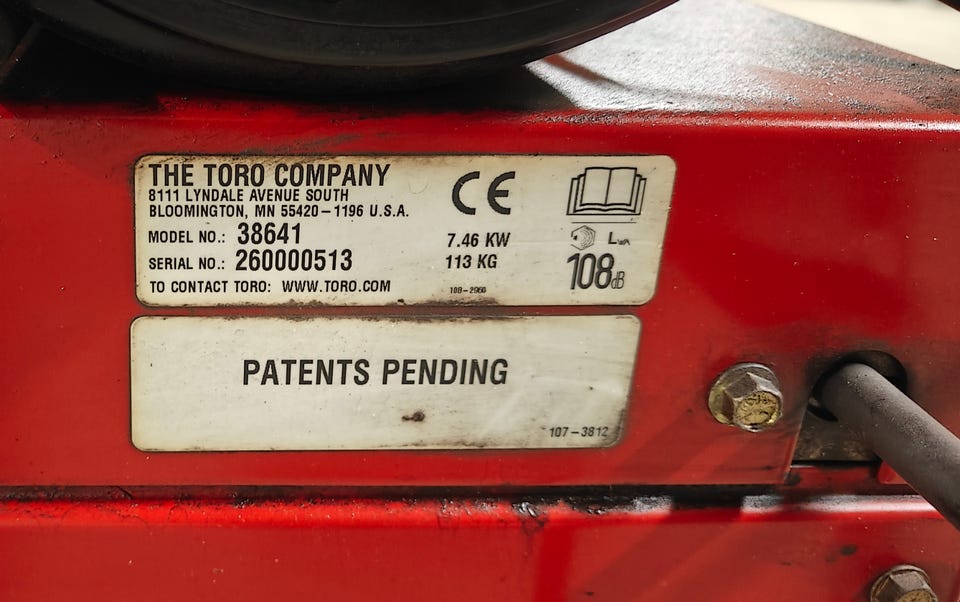 THE TORO COMPANY
8111 LYNDALE AVENUE SOUTH
BLOOMINGTON, MN 55420-1196 U.S.A.
MODEL NO.: 38641
SERIAL NO.: 260000513
TO CONTACT TORO: WWW.TORO.COM
CE
7.46 KW
113 KG
LWA
108dB
PATENTS PENDING
107-3812